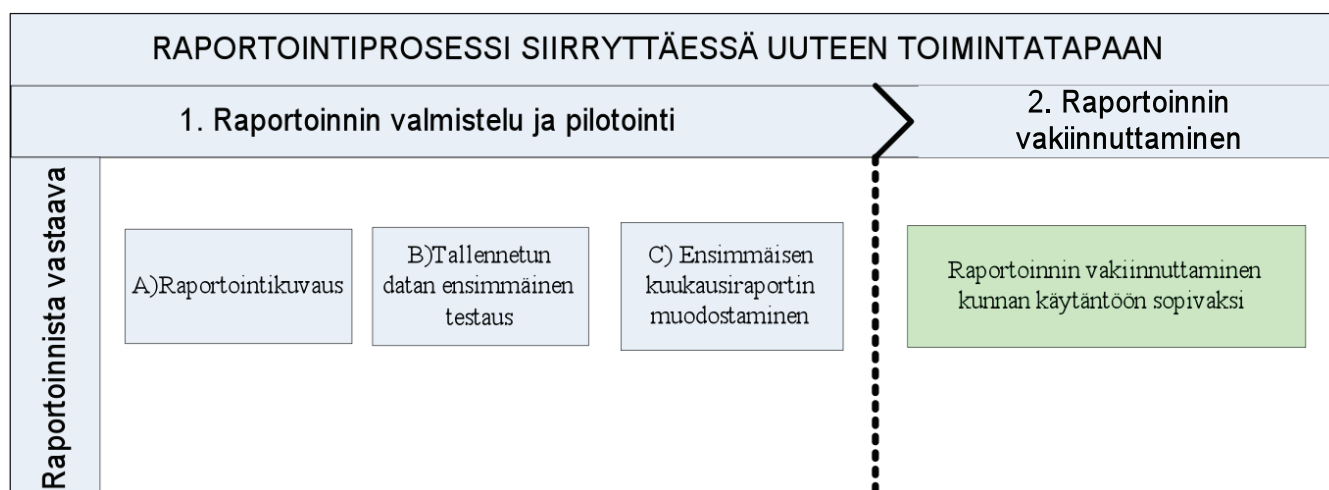 RAPORTOINTIPROSESSI SIIRRYTTÄESSÄ UUTEEN TOIMINTATAPAAN
1. Raportoinnin valmistelu ja pilotointi
2. Raportoinnin
vakiinnuttaminen
Raportoinnista vastaava
A)Raportointikuvaus
B)Tallennetun
datan ensimmäinen
testaus
C) Ensimmäisen
kuukausiraportin
muodostaminen
Raportoinnin vakiinnuttaminen
kunnan käytäntöön sopivaksi